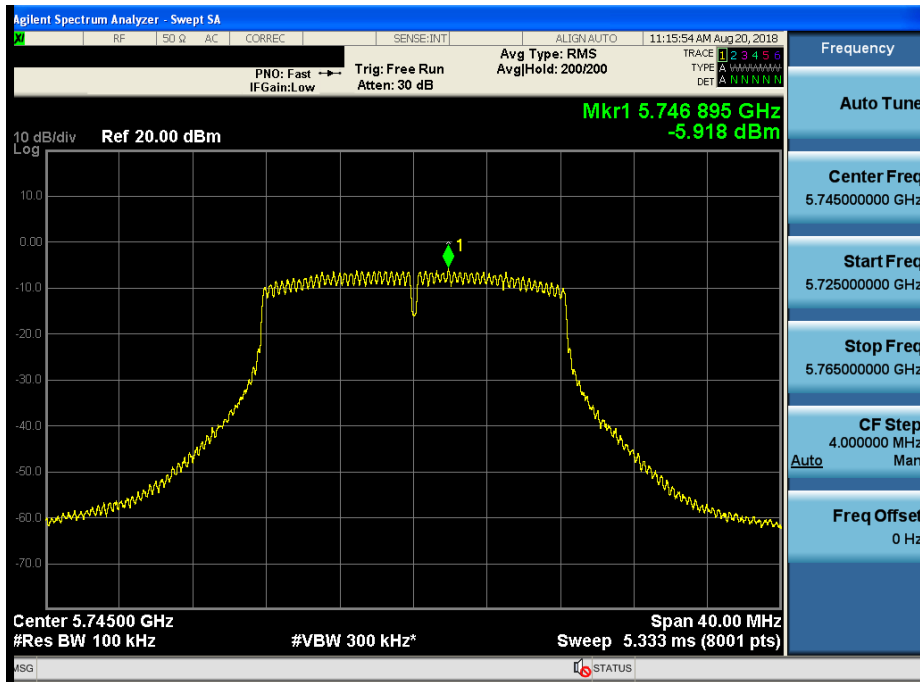 Agilent Spectrum Analyzer - Swept SA
RF 50 Ω AC CORREC SENSE:INT ALIGN AUTO 11:15:54 AM Aug 20, 2018
PNO: Fast Trig: Free Run Avg Type: RMS TRACE 1 2 3 4 5 6
IFGain:Low Atten: 30 dB Avg|Hold: 200/200 TYPE A WWWWW
DET A N N N N N
Mkr1 5.746 895 GHz
-5.918 dBm
10 dB/div Ref 20.00 dBm
Log
10.0
0.00
-10.0
-20.0
-30.0
-40.0
-50.0
-60.0
-70.0
1
Center 5.74500 GHz Span 40.00 MHz
#Res BW 100 kHz #VBW 300 kHz* Sweep 5.333 ms (8001 pts)
MSG STATUS
Frequency
Auto Tune
Center Freq
5.745000000 GHz
Start Freq
5.725000000 GHz
Stop Freq
5.765000000 GHz
CF Step
4.000000 MHz
Auto Man
Freq Offset
0 Hz